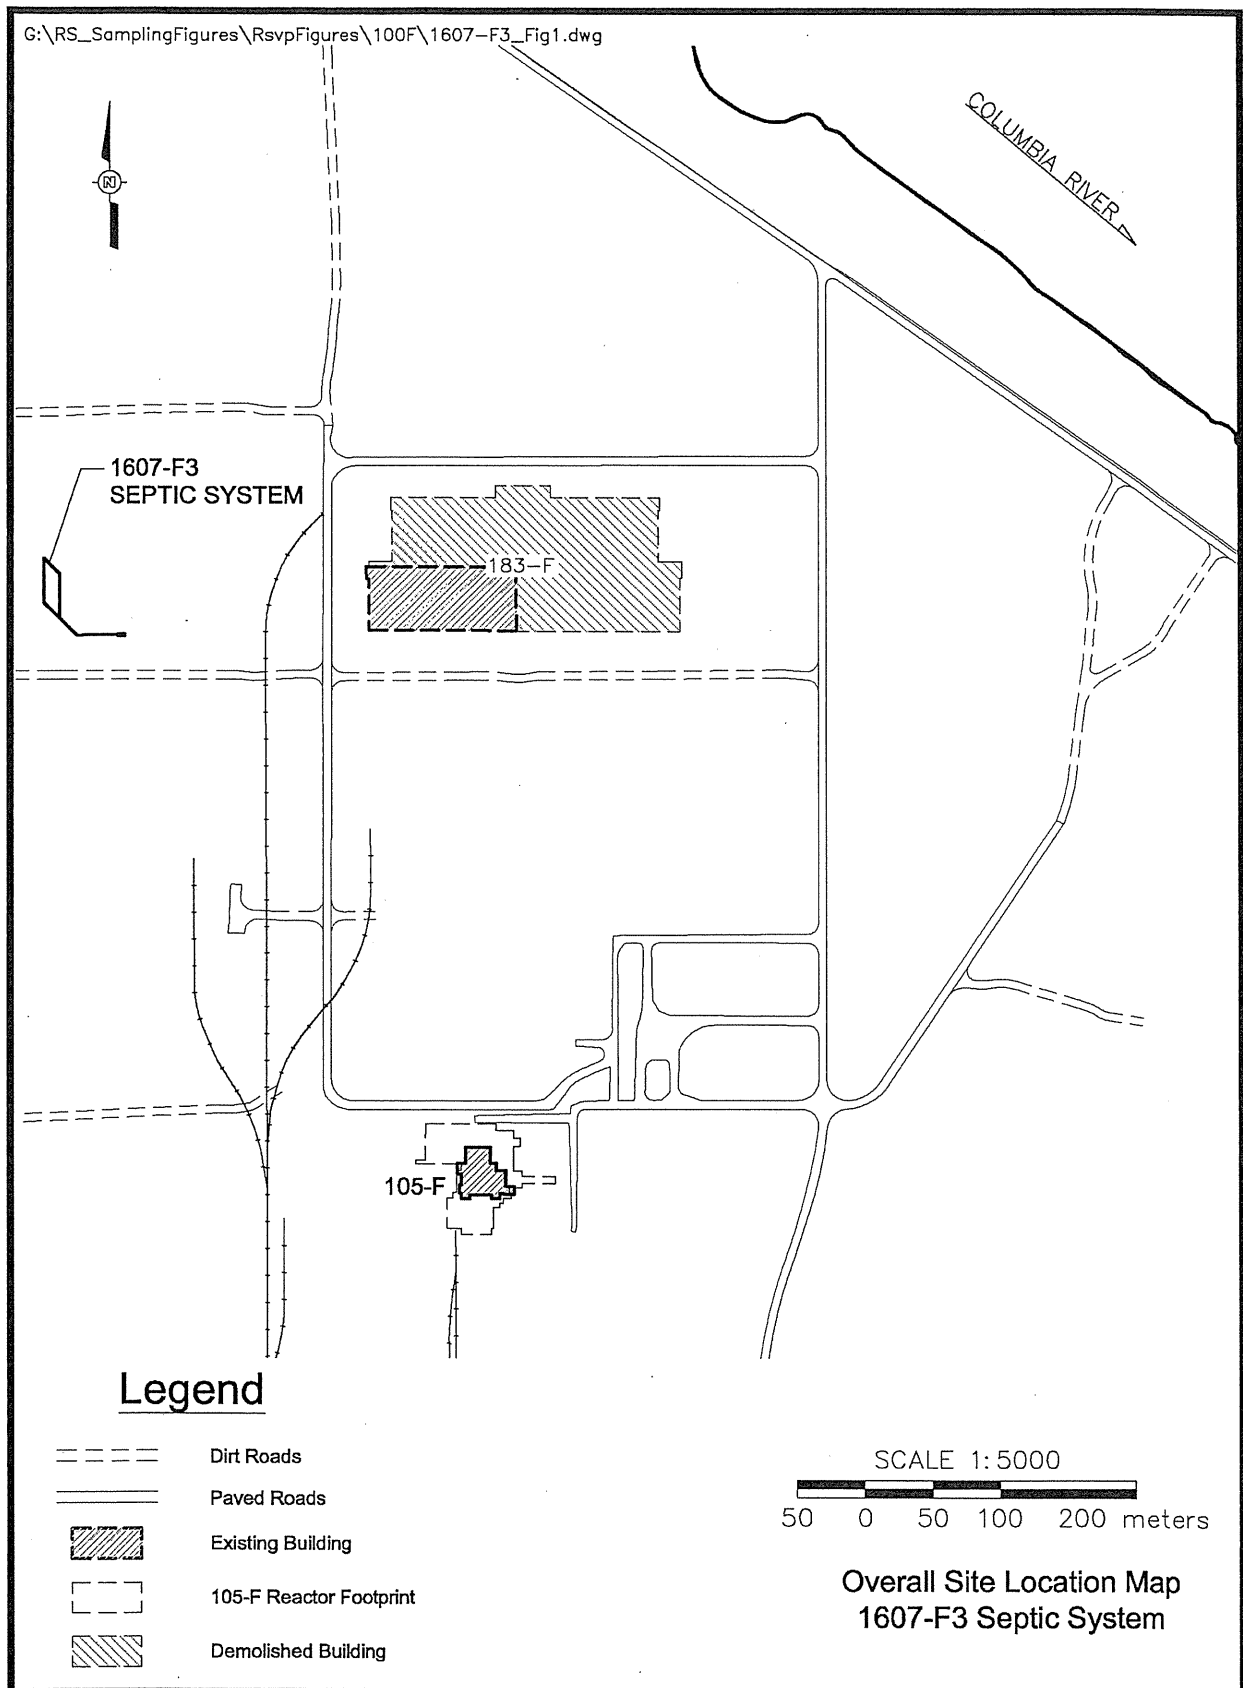 G:\RS_SamplingFigures\RsvpFigures\100F\1607-F3_Fig1.dwg
COLUMBIA RIVER
N
1607-F3
SEPTIC SYSTEM
183-F
105-F
Legend
Dirt Roads
Paved Roads
Existing Building
105-F Reactor Footprint
Demolished Building
SCALE 1:5000
50 0 50 100 200 meters
Overall Site Location Map
1607-F3 Septic System